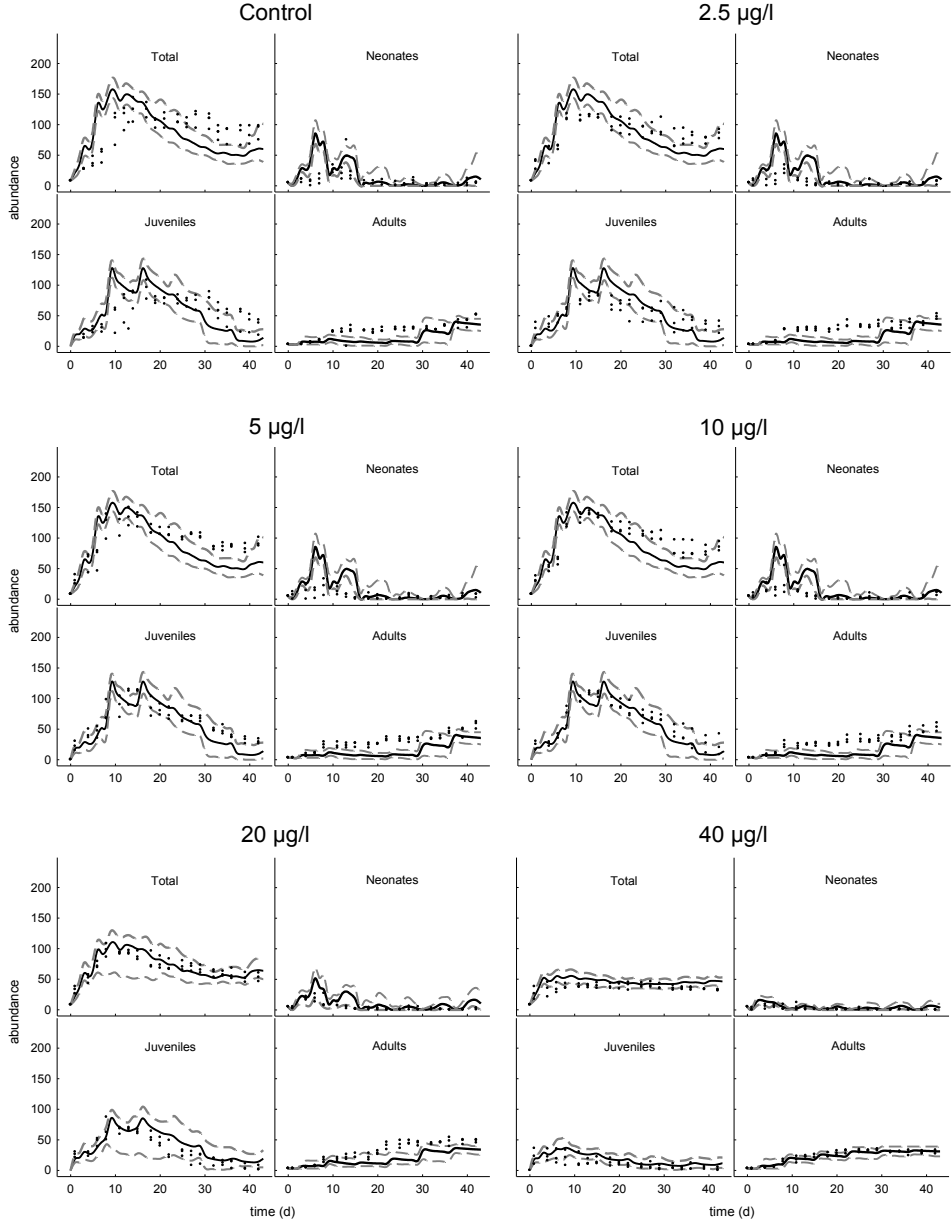 Control 2.5 µg/l
Total Neonates Total Neonates
200
150
100
50
0
abundance
Juveniles Adults Juveniles Adults
200
150
100
50
0
0 10 20 30 40 0 10 20 30 40 0 10 20 30 40 0 10 20 30 40
5 µg/l 10 µg/l
Total Neonates Total Neonates
200
150
100
50
0
abundance
Juveniles Adults Juveniles Adults
200
150
100
50
0
0 10 20 30 40 0 10 20 30 40 0 10 20 30 40 0 10 20 30 40
20 µg/l 40 µg/l
Total Neonates Total Neonates
200
150
100
50
0
abundance
Juveniles Adults Juveniles Adults
200
150
100
50
0
0 10 20 30 40 0 10 20 30 40 0 10 20 30 40 0 10 20 30 40
time (d) time (d)